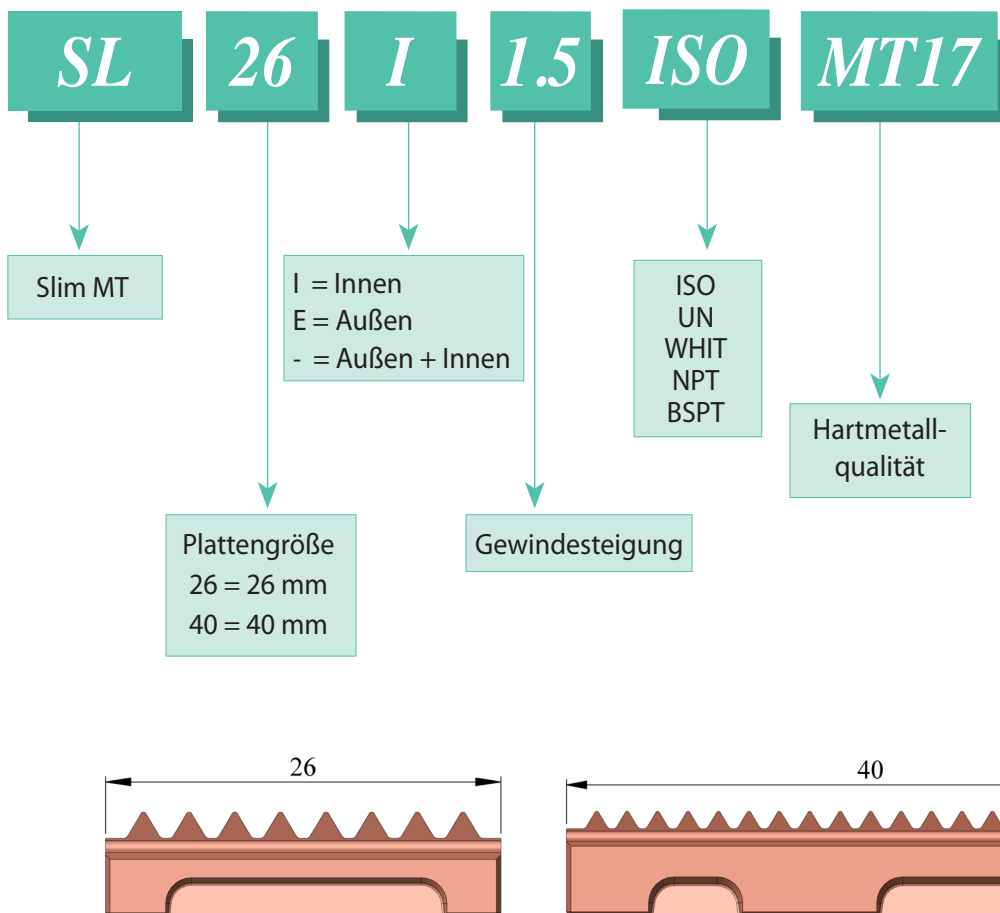 SL 26 I 1.5 ISO MT17
Slim MT
I = Innen
E = Außen
- = Außen + Innen
ISO
UN
WHIT
NPT
BSPT
Hartmetall-
qualität
Plattengröße
26 = 26 mm
40 = 40 mm
Gewindesteigung
26
40